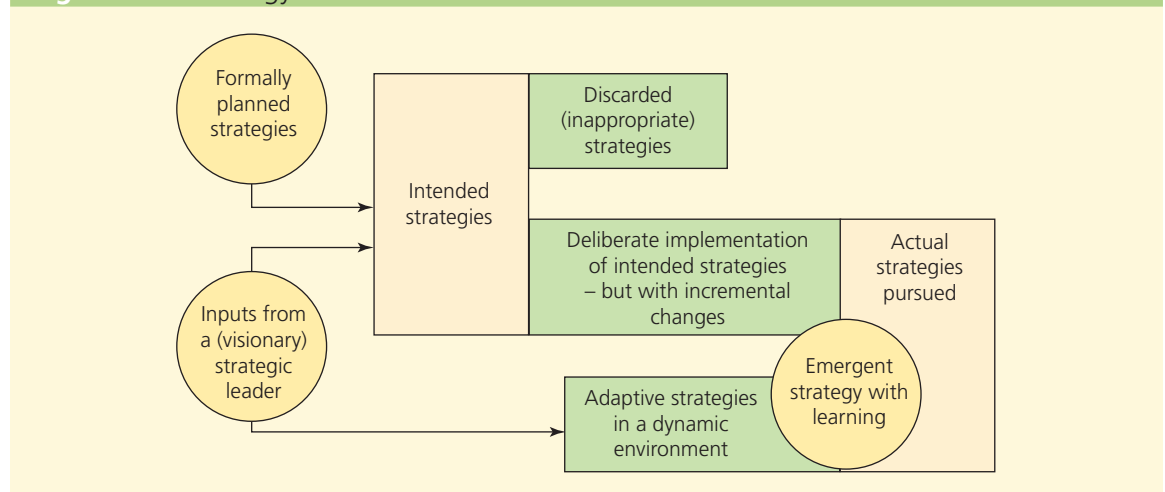 Formally
planned
strategies
Discarded
(inappropriate)
strategies
Intended
strategies
Deliberate implementation
of intended strategies
– but with incremental
changes
Actual
strategies
pursued
Inputs from
a (visionary)
strategic
leader
Adaptive strategies
in a dynamic
environment
Emergent
strategy with
learning